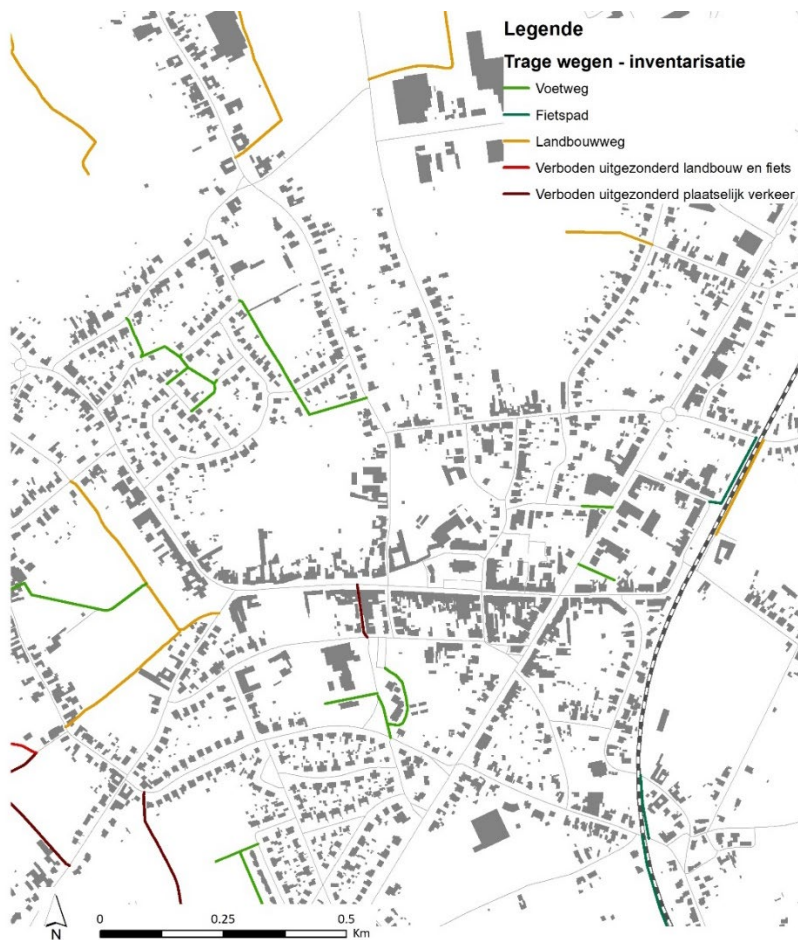 Legende
Trage wegen - inventarisatie
Voetweg
Fietspad
Landbouwweg
Verboden uitgezonderd landbouw en fiets
Verboden uitgezonderd plaatselijk verkeer
N
0 0.25 0.5
Km